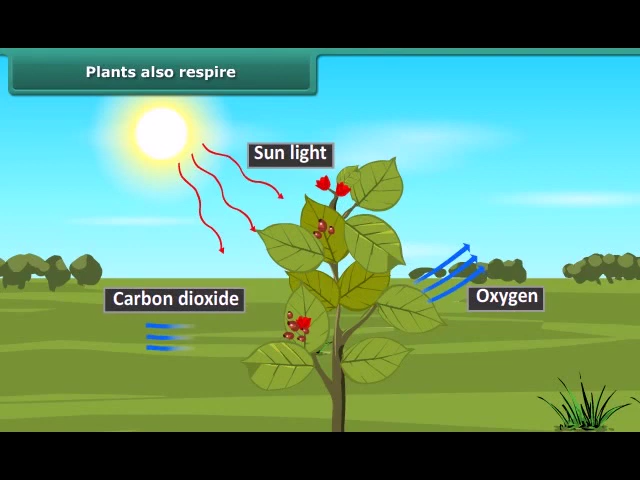 Plants also respire
Sun light
Carbon dioxide
Oxygen